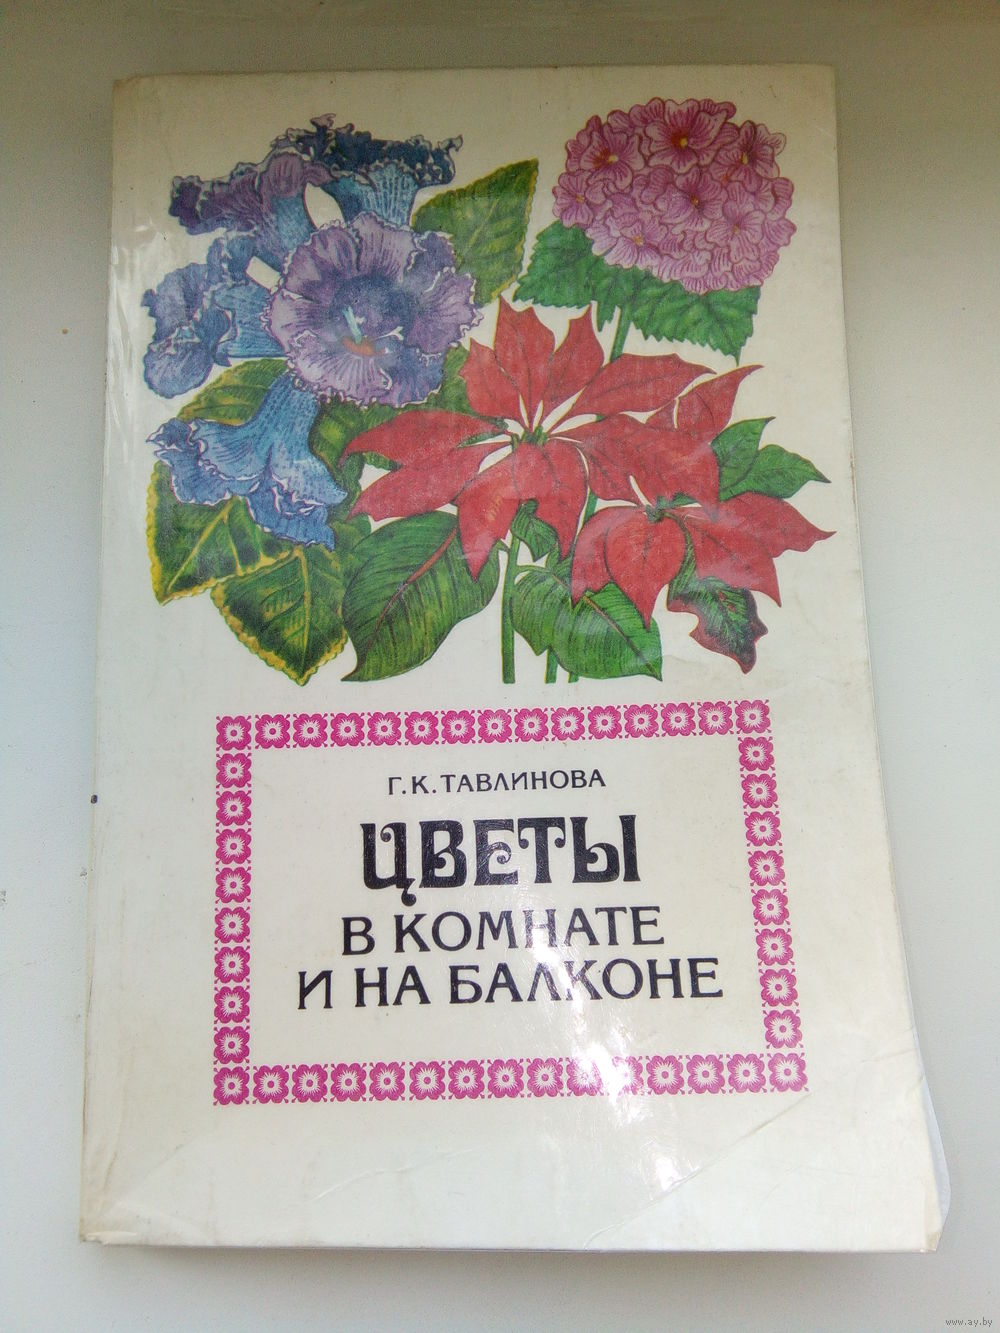 Г. К. ТАВЛИНОВА
ЦВЕТЫ
В КОМНАТЕ
И НА БАЛКОНЕ
www.ay.by